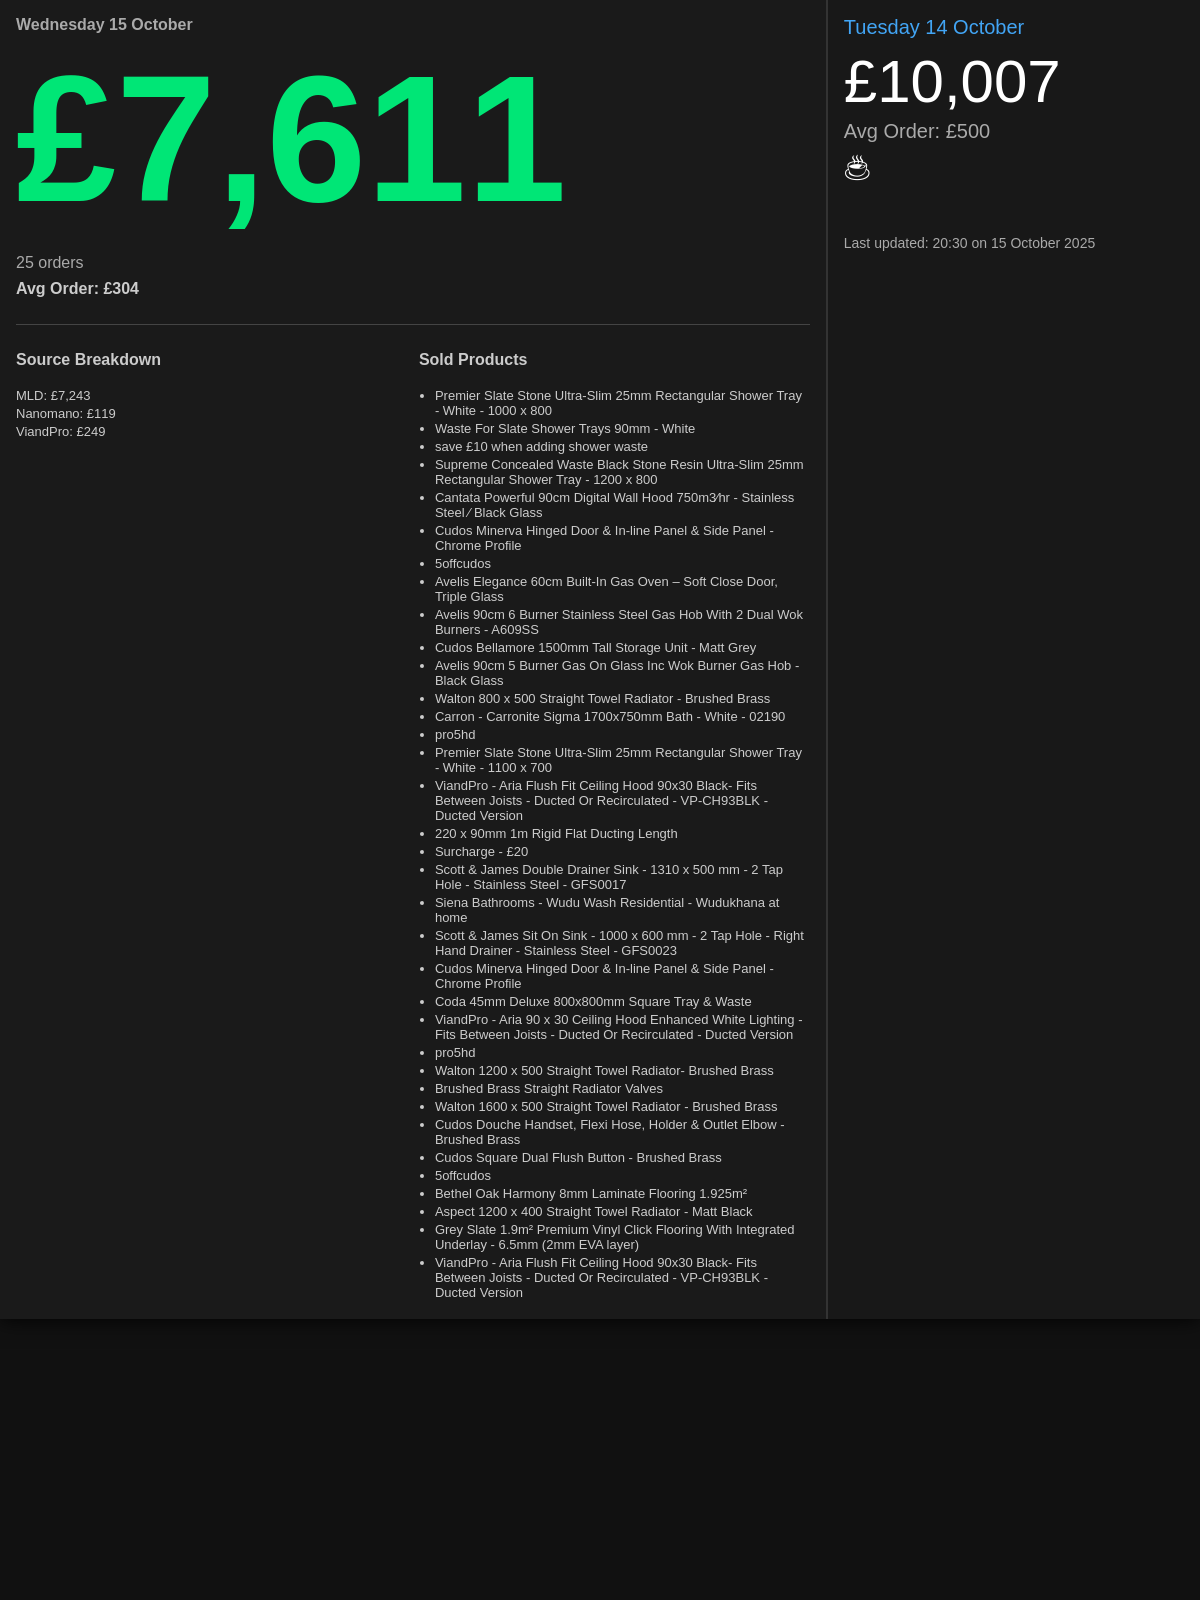 Wednesday 15 October
£7,611
25 orders
Avg Order: £304
Source Breakdown
MLD: £7,243
Nanomano: £119
ViandPro: £249
Sold Products
• Premier Slate Stone Ultra-Slim 25mm Rectangular Shower Tray
- White - 1000 x 800
• Waste For Slate Shower Trays 90mm - White
• save £10 when adding shower waste
• Supreme Concealed Waste Black Stone Resin Ultra-Slim 25mm
Rectangular Shower Tray - 1200 x 800
• Cantata Powerful 90cm Digital Wall Hood 750m3⁄hr - Stainless
Steel ⁄ Black Glass
• Cudos Minerva Hinged Door & In-line Panel & Side Panel -
Chrome Profile
• 5offcudos
• Avelis Elegance 60cm Built-In Gas Oven – Soft Close Door,
Triple Glass
• Avelis 90cm 6 Burner Stainless Steel Gas Hob With 2 Dual Wok
Burners - A609SS
• Cudos Bellamore 1500mm Tall Storage Unit - Matt Grey
• Avelis 90cm 5 Burner Gas On Glass Inc Wok Burner Gas Hob -
Black Glass
• Walton 800 x 500 Straight Towel Radiator - Brushed Brass
• Carron - Carronite Sigma 1700x750mm Bath - White - 02190
• pro5hd
• Premier Slate Stone Ultra-Slim 25mm Rectangular Shower Tray
- White - 1100 x 700
• ViandPro - Aria Flush Fit Ceiling Hood 90x30 Black- Fits
Between Joists - Ducted Or Recirculated - VP-CH93BLK -
Ducted Version
• 220 x 90mm 1m Rigid Flat Ducting Length
• Surcharge - £20
• Scott & James Double Drainer Sink - 1310 x 500 mm - 2 Tap
Hole - Stainless Steel - GFS0017
• Siena Bathrooms - Wudu Wash Residential - Wudukhana at
home
• Scott & James Sit On Sink - 1000 x 600 mm - 2 Tap Hole - Right
Hand Drainer - Stainless Steel - GFS0023
• Cudos Minerva Hinged Door & In-line Panel & Side Panel -
Chrome Profile
• Coda 45mm Deluxe 800x800mm Square Tray & Waste
• ViandPro - Aria 90 x 30 Ceiling Hood Enhanced White Lighting -
Fits Between Joists - Ducted Or Recirculated - Ducted Version
• pro5hd
• Walton 1200 x 500 Straight Towel Radiator- Brushed Brass
• Brushed Brass Straight Radiator Valves
• Walton 1600 x 500 Straight Towel Radiator - Brushed Brass
• Cudos Douche Handset, Flexi Hose, Holder & Outlet Elbow -
Brushed Brass
• Cudos Square Dual Flush Button - Brushed Brass
• 5offcudos
• Bethel Oak Harmony 8mm Laminate Flooring 1.925m²
• Aspect 1200 x 400 Straight Towel Radiator - Matt Black
• Grey Slate 1.9m² Premium Vinyl Click Flooring With Integrated
Underlay - 6.5mm (2mm EVA layer)
• ViandPro - Aria Flush Fit Ceiling Hood 90x30 Black- Fits
Between Joists - Ducted Or Recirculated - VP-CH93BLK -
Ducted Version
Tuesday 14 October
£10,007
Avg Order: £500
☕
Last updated: 20:30 on 15 October 2025